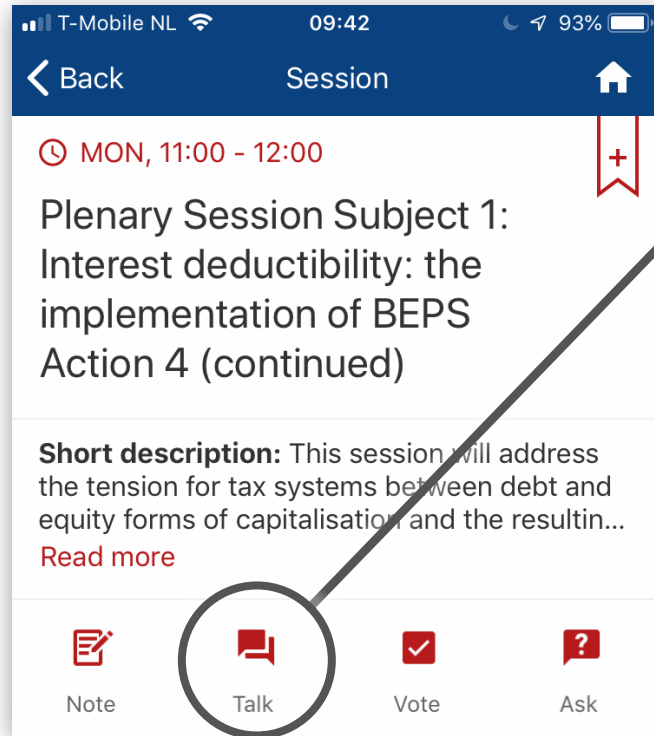 T-Mobile NL 09:42 93%
Back Session
MON, 11:00 - 12:00
+
Plenary Session Subject 1:
Interest deductibility: the
implementation of BEPS
Action 4 (continued)
Short description: This session will address
the tension for tax systems between debt and
equity forms of capitalisation and the resultin...
Read more
?
Note Talk Vote Ask